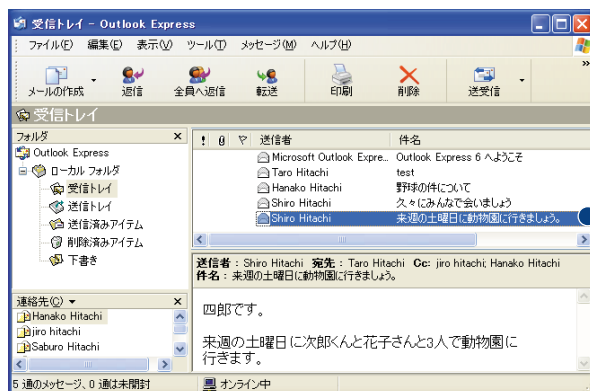 受信トレイ - Outlook Express
ファイル(F) 編集(E) 表示(V) ツール(T) メッセージ(M) ヘルプ(H)
メールの作成 返信 全員へ返信 転送 印刷 削除 送受信
受信トレイ
フォルダ
Outlook Express
ローカル フォルダ
受信トレイ
送信トレイ
送信済みアイテム
削除済みアイテム
下書き
連絡先(C)
Hanako Hitachi
jiro hitachi
Saburo Hitachi
送信者 件名
Microsoft Outlook Expre... Outlook Express 6 へようこそ
Taro Hitachi test
Hanako Hitachi 野球の件について
Shiro Hitachi 久々にみんなで会いましょう
Shiro Hitachi 来週の土曜日に動物園に行きましょう。
送信者 : Shiro Hitachi 宛先 : Taro Hitachi Cc: jiro hitachi; Hanako Hitachi
件名 : 来週の土曜日に動物園に行きましょう。
四郎です。
来週の土曜日に次郎くんと花子さんと3人で動物園に
行きます。
5 通のメッセージ、0 通は未開封 オンライン中